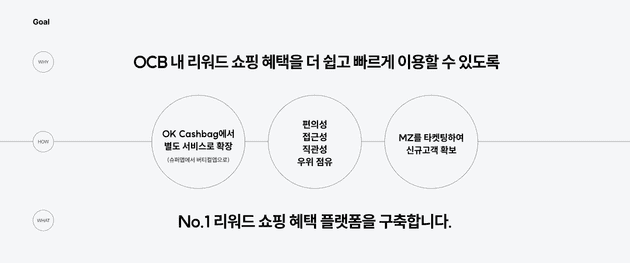 Goal
WHY
OCB 내 리워드 쇼핑 혜택을 더 쉽고 빠르게 이용할 수 있도록
HOW
OK Cashbag에서
별도 서비스로 확장
(슈퍼앱에서 버티컬앱으로)
편의성
접근성
직관성
우위 점유
MZ를 타켓팅하여
신규고객 확보
WHAT
No.1 리워드 쇼핑 혜택 플랫폼을 구축합니다.